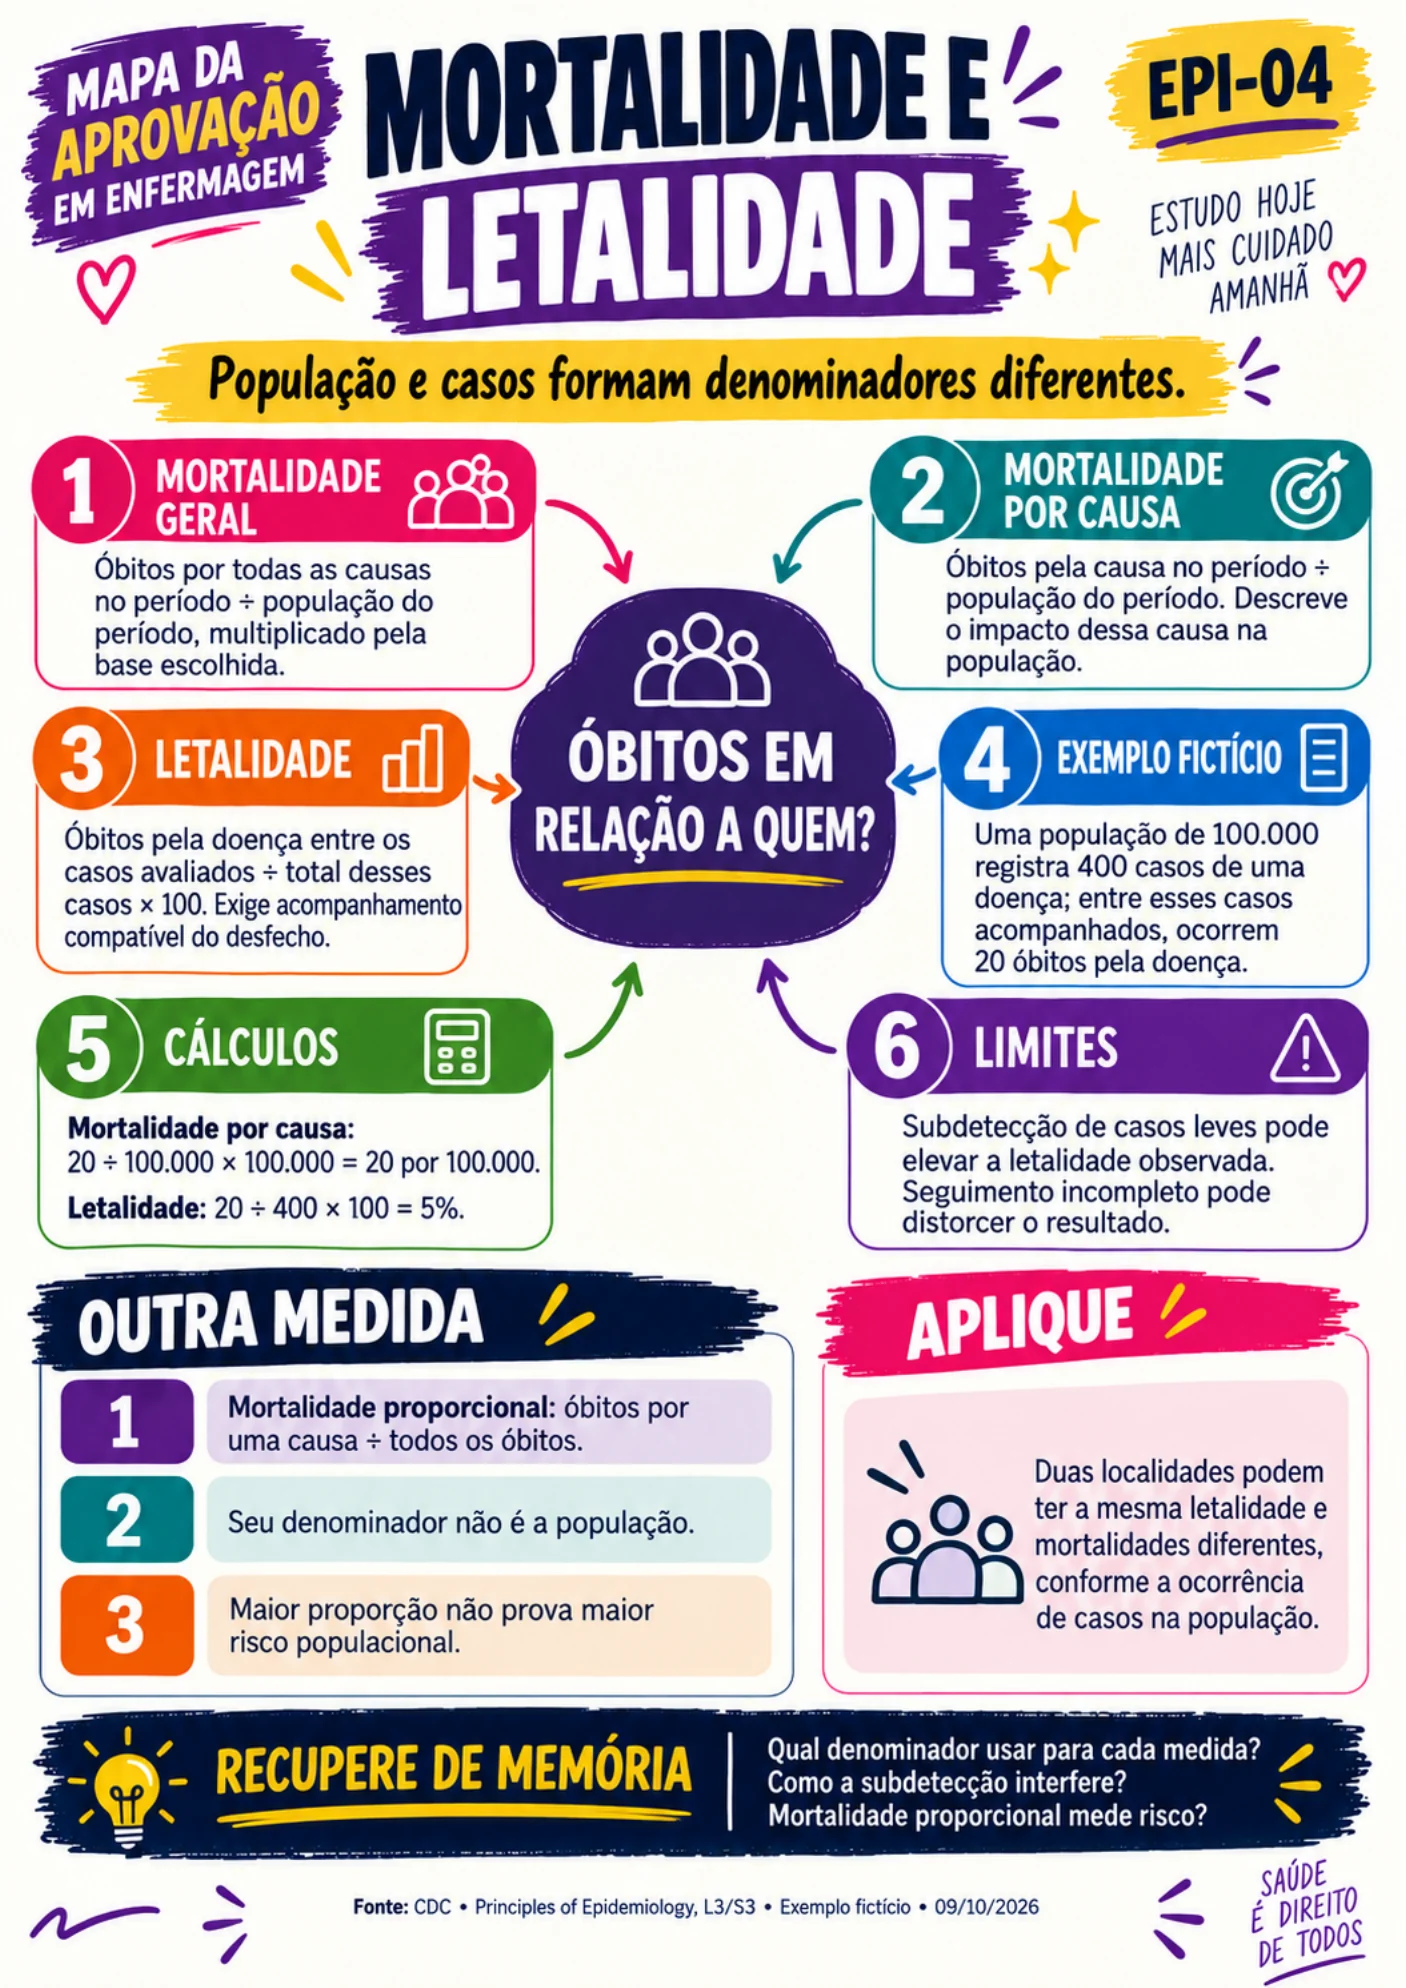 MAPA DA
APROVAÇÃO
EM ENFERMAGEM
MORTALIDADE E
LETALIDADE
EPI-04
ESTUDO HOJE
MAIS CUIDADO
AMANHÃ
População e casos formam denominadores diferentes.
1
MORTALIDADE
GERAL
Óbitos por todas as causas
no período ÷ população do
período, multiplicado pela
base escolhida.
2
MORTALIDADE
POR CAUSA
Óbitos pela causa no período ÷
população do período. Descreve
o impacto dessa causa na
população.
ÓBITOS EM
RELAÇÃO A QUEM?
3
LETALIDADE
Óbitos pela doença entre os
casos avaliados ÷ total desses
casos × 100. Exige acompanhamento
compatível do desfecho.
4
EXEMPLO FICTÍCIO
Uma população de 100.000
registra 400 casos de uma
doença; entre esses casos
acompanhados, ocorrem
20 óbitos pela doença.
5
CÁLCULOS
Mortalidade por causa:
20 ÷ 100.000 × 100.000 = 20 por 100.000.
Letalidade: 20 ÷ 400 × 100 = 5%.
6
LIMITES
Subdetecção de casos leves pode
elevar a letalidade observada.
Seguimento incompleto pode
distorcer o resultado.
OUTRA MEDIDA
1
Mortalidade proporcional: óbitos por
uma causa ÷ todos os óbitos.
2
Seu denominador não é a população.
3
Maior proporção não prova maior
risco populacional.
APLIQUE
Duas localidades podem
ter a mesma letalidade e
mortalidades diferentes,
conforme a ocorrência
de casos na população.
RECUPERE DE MEMÓRIA
Qual denominador usar para cada medida?
Como a subdetecção interfere?
Mortalidade proporcional mede risco?
Fonte: CDC • Principles of Epidemiology, L3/S3 • Exemplo fictício • 09/10/2026
SAÚDE
É DIREITO
DE TODOS